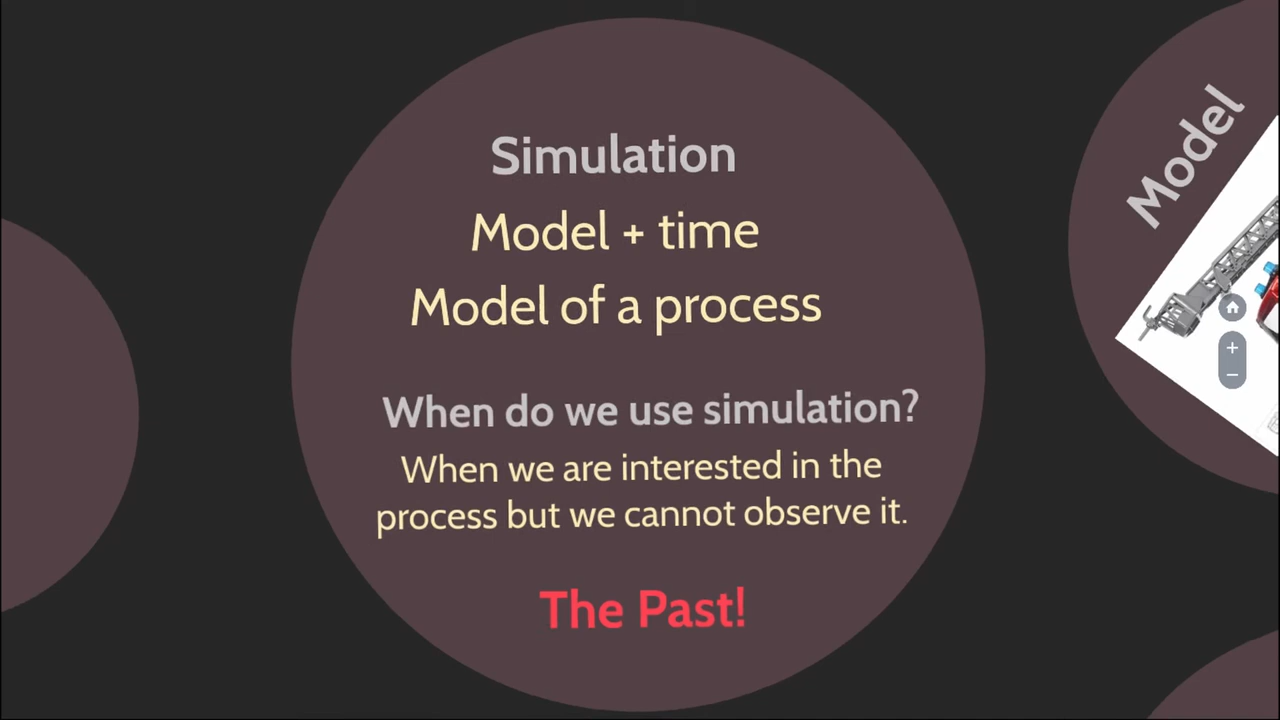 Simulation
Model + time
Model of a process
When do we use simulation?
When we are interested in the
process but we cannot observe it.
The Past!
Model